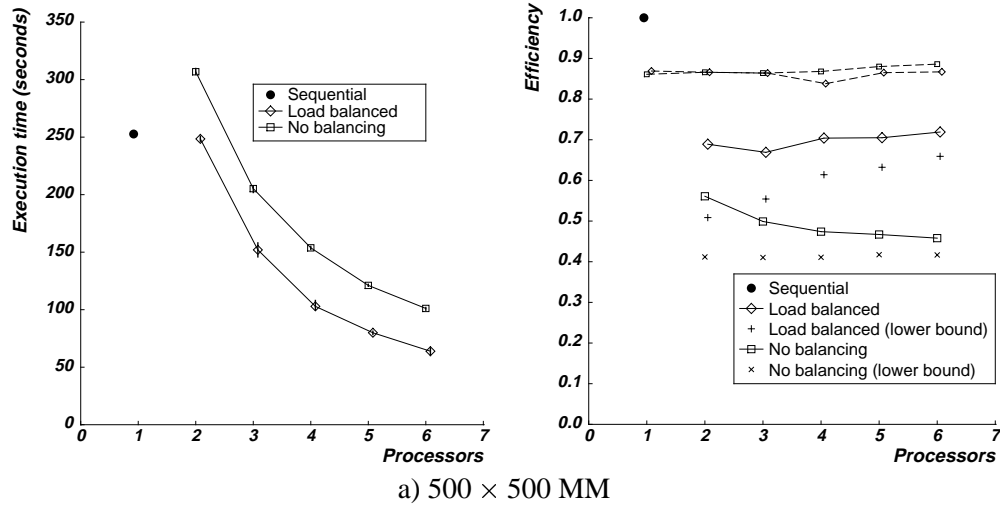 Execution time (seconds)
350
300
250
200
150
100
50
0
0 1 2 3 4 5 6 7
Processors
Sequential
Load balanced
No balancing
Efficiency
1.0
0.9
0.8
0.7
0.6
0.5
0.4
0.3
0.2
0.1
0.0
0 1 2 3 4 5 6 7
Processors
Sequential
Load balanced
Load balanced (lower bound)
No balancing
No balancing (lower bound)
a) 500 × 500 MM